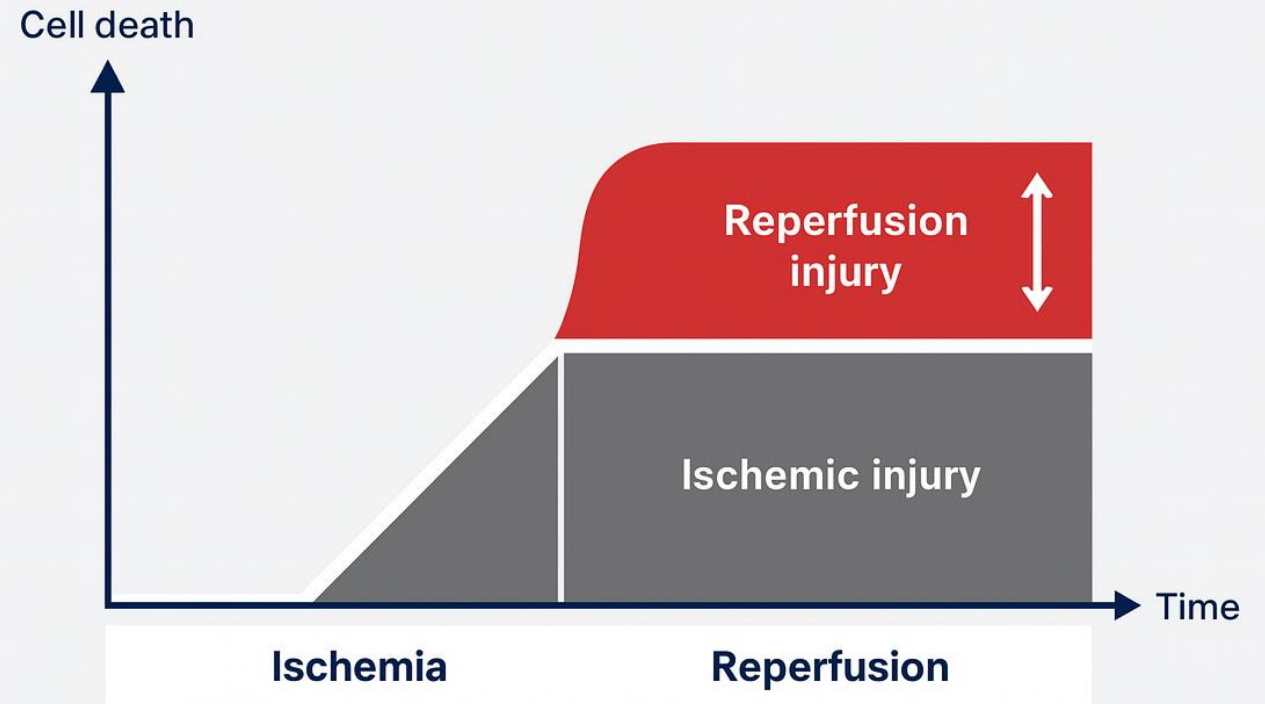 Cell death
Reperfusion
injury
Ischemic injury
Time
Ischemia
Reperfusion